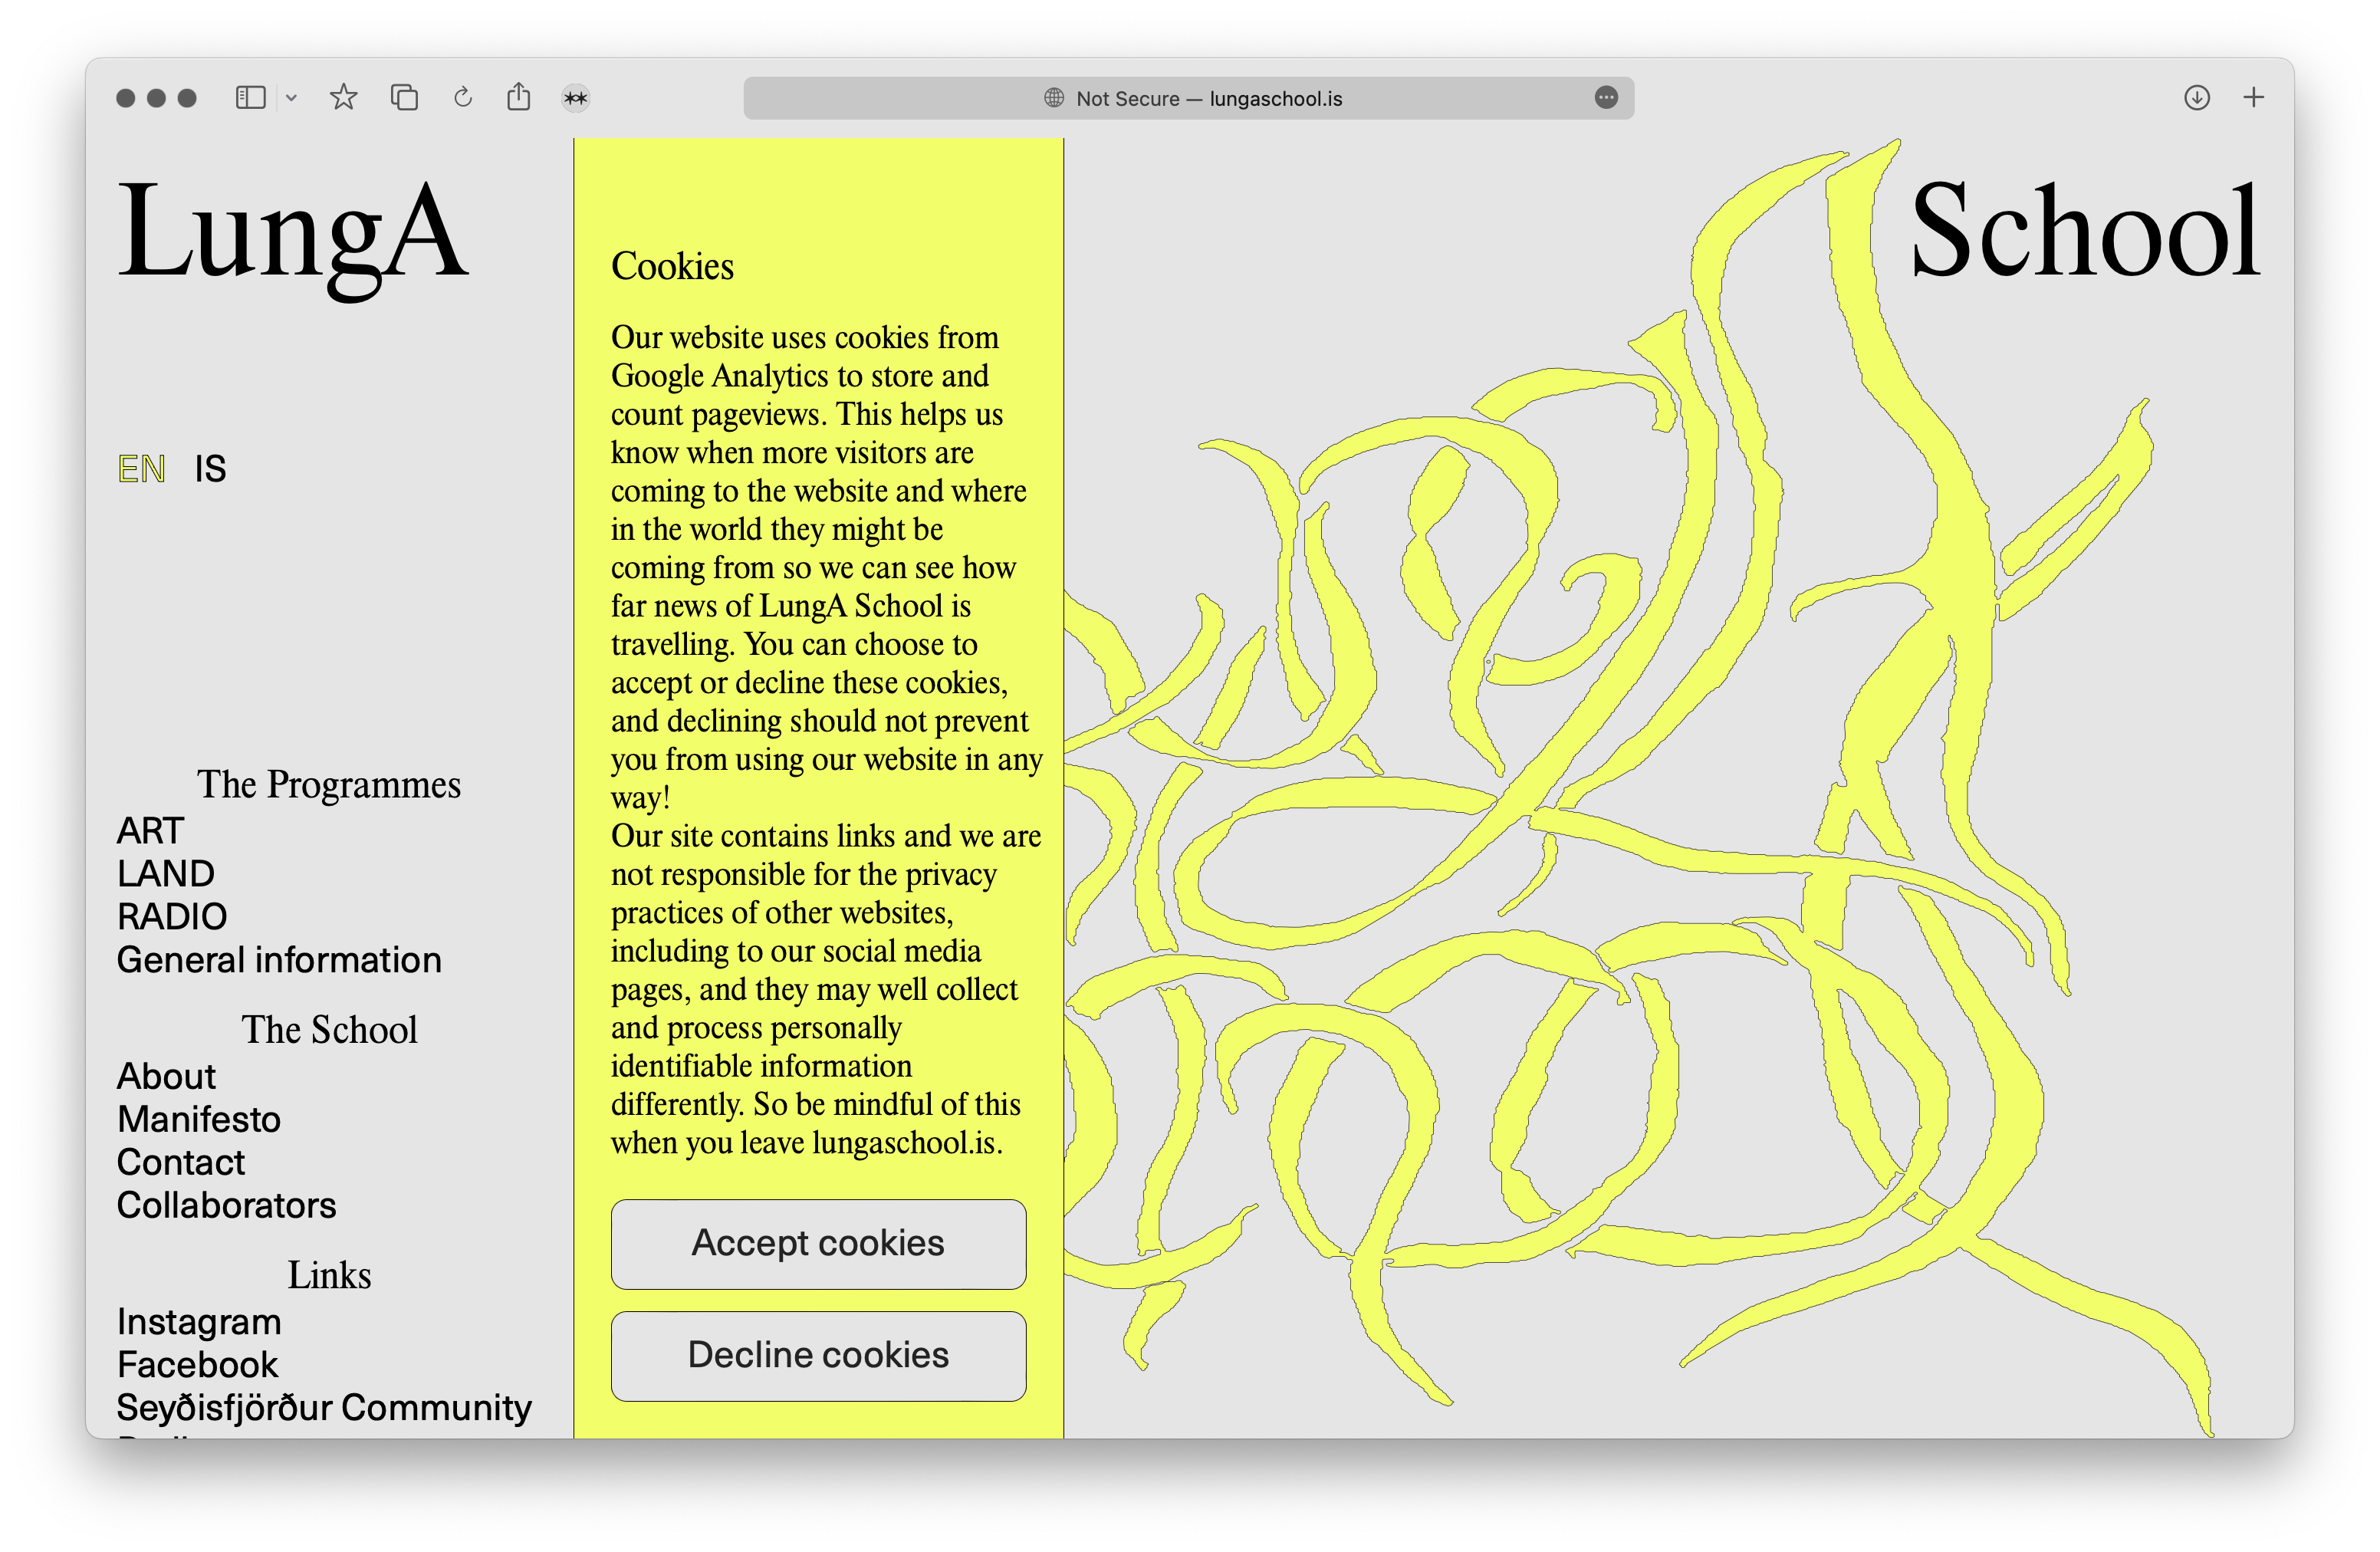 Not Secure — lungaschool.is
LungA
School
EN IS
The Programmes
ART
LAND
RADIO
General information
The School
About
Manifesto
Contact
Collaborators
Links
Instagram
Facebook
Seyðisfjörður Community
Cookies
Our website uses cookies from
Google Analytics to store and
count pageviews. This helps us
know when more visitors are
coming to the website and where
in the world they might be
coming from so we can see how
far news of LungA School is
travelling. You can choose to
accept or decline these cookies,
and declining should not prevent
you from using our website in any
way!
Our site contains links and we are
not responsible for the privacy
practices of other websites,
including to our social media
pages, and they may well collect
and process personally
identifiable information
differently. So be mindful of this
when you leave lungaschool.is.
Accept cookies
Decline cookies